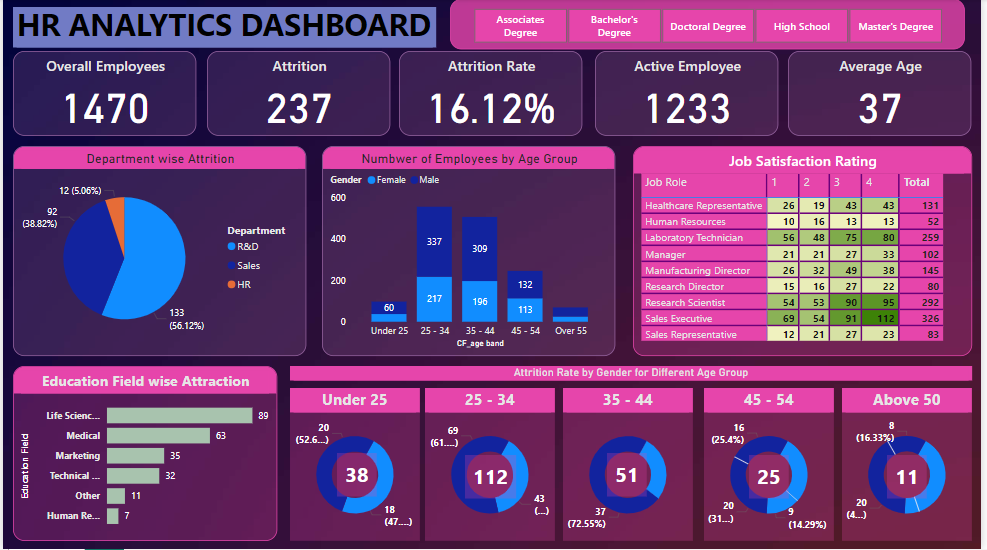 HR ANALYTICS DASHBOARD
Associates
Degree
Bachelor's
Degree
Doctoral Degree
High School
Master's Degree
Overall Employees
1470
Attrition
237
Attrition Rate
16.12%
Active Employee
1233
Average Age
37
Department wise Attrition
12 (5.06%)
92
(38.82%)
133
(56.12%)
Department
R&D
Sales
HR
Numbwer of Employees by Age Group
Gender Female Male
600
400
200
0
60
337
217
309
196
132
113
Under 25 25 - 34 35 - 44 45 - 54 Over 55
CF_age band
Job Satisfaction Rating
Job Role 1 2 3 4 Total
Healthcare Representative 26 19 43 43 131
Human Resources 10 16 13 13 52
Laboratory Technician 56 48 75 80 259
Manager 21 21 27 33 102
Manufacturing Director 26 32 49 38 145
Research Director 15 16 27 22 80
Research Scientist 54 53 90 95 292
Sales Executive 69 54 91 112 326
Sales Representative 12 21 27 23 83
Education Field wise Attraction
Education Field
Life Scienc... 89
Medical 63
Marketing 35
Technical ... 32
Other 11
Human Re... 7
Attrition Rate by Gender for Different Age Group
Under 25
20
(52.6...)
38
18
(47....)
25 - 34
69
(61....)
112
43
(...)
35 - 44
51
37
(72.55%)
45 - 54
16
(25.4%)
25
20
(31...)
9
(14.29%)
Above 50
8
(16.33%)
11
20
(4...)